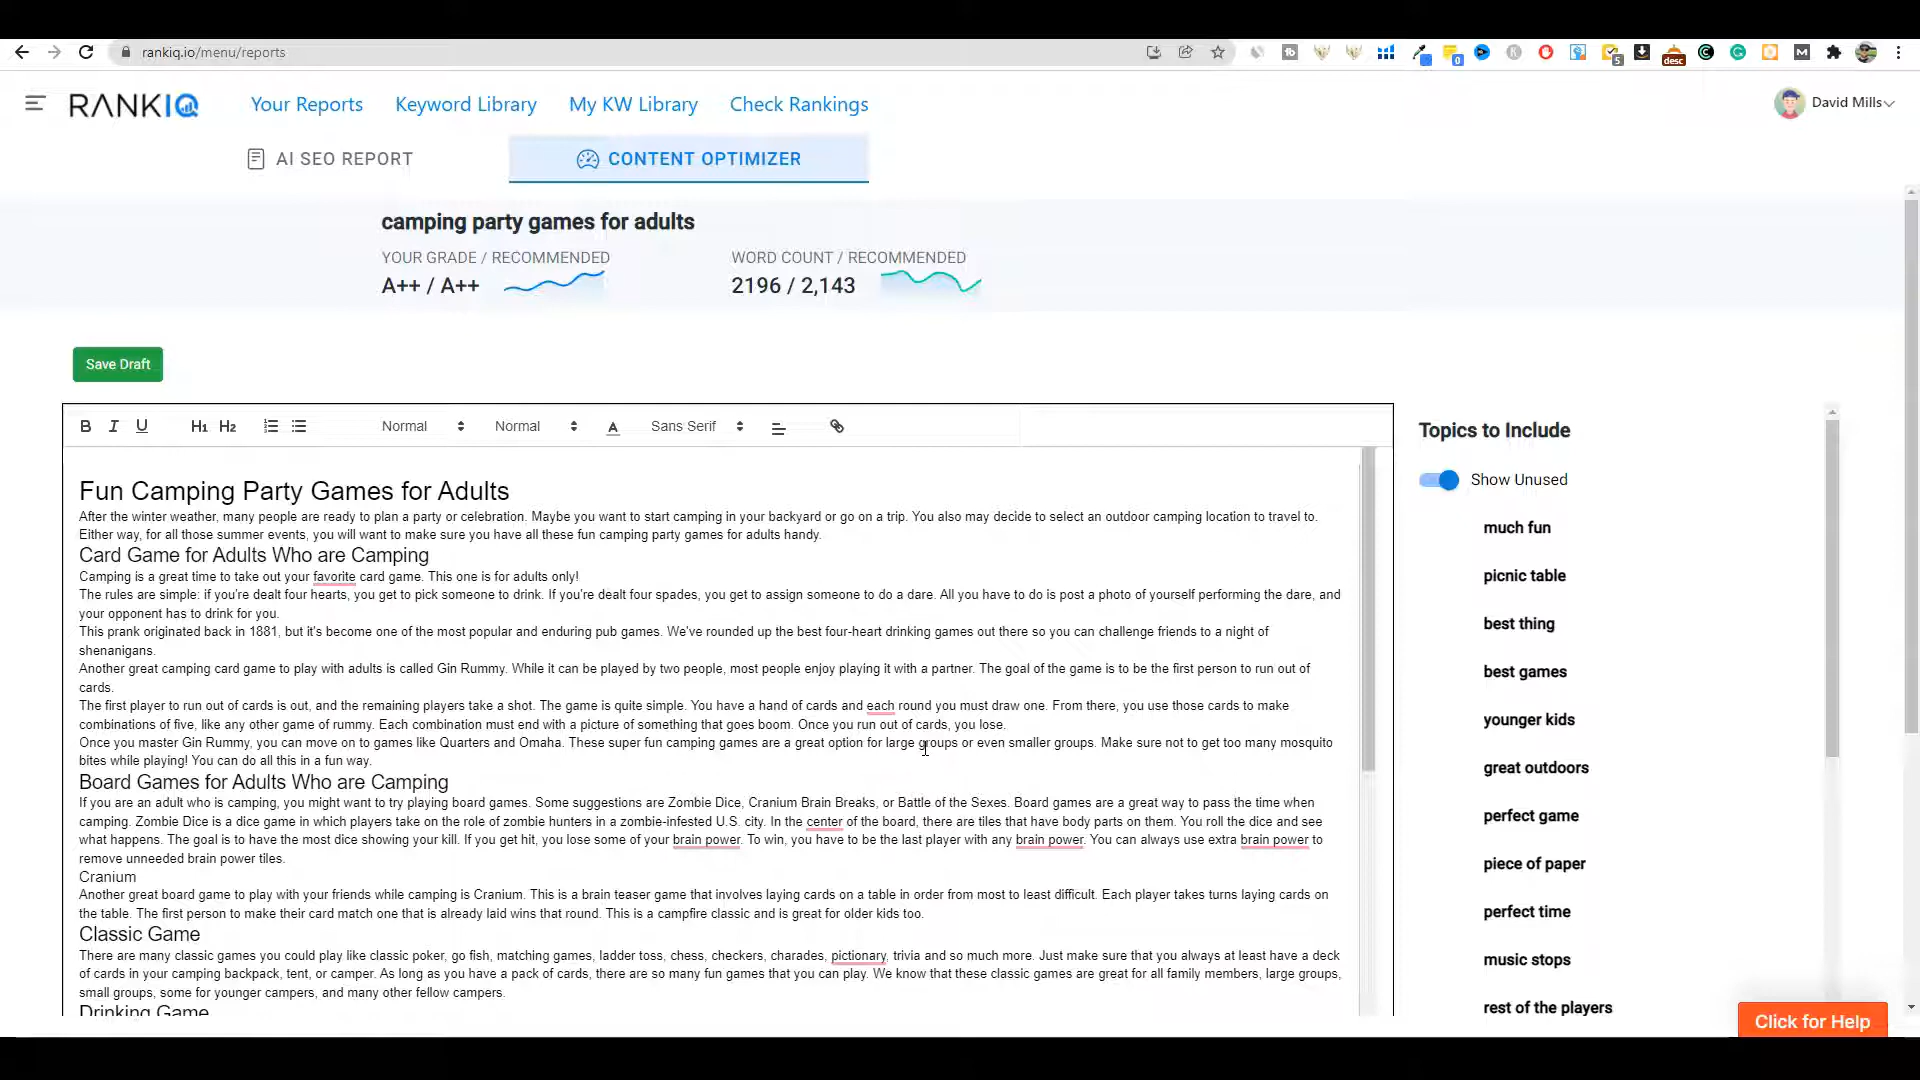 rankiq.io/menu/reports
0
5
desc
RANKIQ
Your Reports
Keyword Library
My KW Library
Check Rankings
David Mills
AI SEO REPORT
CONTENT OPTIMIZER
camping party games for adults
YOUR GRADE / RECOMMENDED
WORD COUNT / RECOMMENDED
A++ / A++
2196 / 2,143
Save Draft
B I U H1 H2 Normal Normal A Sans Serif
Fun Camping Party Games for Adults
After the winter weather, many people are ready to plan a party or celebration. Maybe you want to start camping in your backyard or go on a trip. You also may decide to select an outdoor camping location to travel to.
Either way, for all those summer events, you will want to make sure you have all these fun camping party games for adults handy.
Card Game for Adults Who are Camping
Camping is a great time to take out your favorite card game. This one is for adults only!
The rules are simple: if you're dealt four hearts, you get to pick someone to drink. If you're dealt four spades, you get to assign someone to do a dare. All you have to do is post a photo of yourself performing the dare, and
your opponent has to drink for you.
This prank originated back in 1881, but it's become one of the most popular and enduring pub games. We've rounded up the best four-heart drinking games out there so you can challenge friends to a night of
shenanigans.
Another great camping card game to play with adults is called Gin Rummy. While it can be played by two people, most people enjoy playing it with a partner. The goal of the game is to be the first person to run out of
cards.
The first player to run out of cards is out, and the remaining players take a shot. The game is quite simple. You have a hand of cards and each round you must draw one. From there, you use those cards to make
combinations of five, like any other game of rummy. Each combination must end with a picture of something that goes boom. Once you run out of cards, you lose.
Once you master Gin Rummy, you can move on to games like Quarters and Omaha. These super fun camping games are a great option for large groups or even smaller groups. Make sure not to get too many mosquito
bites while playing! You can do all this in a fun way.
Board Games for Adults Who are Camping
If you are an adult who is camping, you might want to try playing board games. Some suggestions are Zombie Dice, Cranium Brain Breaks, or Battle of the Sexes. Board games are a great way to pass the time when
camping. Zombie Dice is a dice game in which players take on the role of zombie hunters in a zombie-infested U.S. city. In the center of the board, there are tiles that have body parts on them. You roll the dice and see
what happens. The goal is to have the most dice showing your kill. If you get hit, you lose some of your brain power. To win, you have to be the last player with any brain power. You can always use extra brain power to
remove unneeded brain power tiles.
Cranium
Another great board game to play with your friends while camping is Cranium. This is a brain teaser game that involves laying cards on a table in order from most to least difficult. Each player takes turns laying cards on
the table. The first person to make their card match one that is already laid wins that round. This is a campfire classic and is great for older kids too.
Classic Game
There are many classic games you could play like classic poker, go fish, matching games, ladder toss, chess, checkers, charades, pictionary, trivia and so much more. Just make sure that you always at least have a deck
of cards in your camping backpack, tent, or camper. As long as you have a pack of cards, there are so many fun games that you can play. We know that these classic games are great for all family members, large groups,
small groups, some for younger campers, and many other fellow campers.
Drinking Game
Topics to Include
Show Unused
much fun
picnic table
best thing
best games
younger kids
great outdoors
perfect game
piece of paper
perfect time
music stops
rest of the players
Click for Help